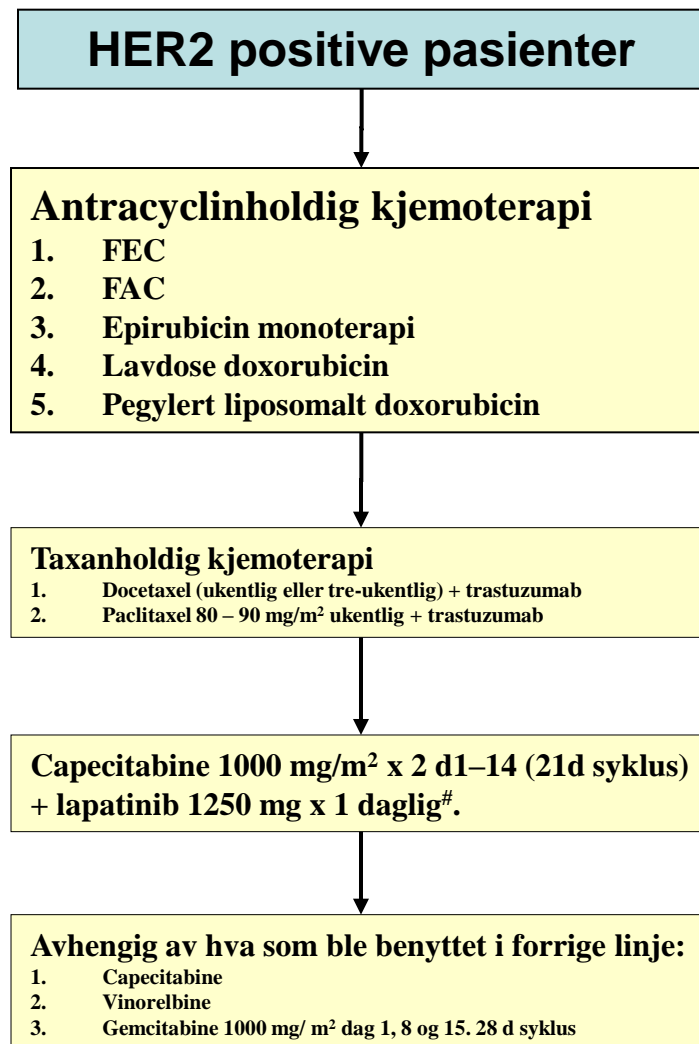 HER2 positive pasienter
Antracyclinholdig kjemoterapi
1. FEC
2. FAC
3. Epirubicin monoterapi
4. Lavdose doxorubicin
5. Pegylert liposomalt doxorubicin
Taxanholdig kjemoterapi
1. Docetaxel (ukentlig eller tre-ukentlig) + trastuzumab
2. Paclitaxel 80 – 90 mg/m² ukentlig + trastuzumab
Capecitabine 1000 mg/m² x 2 d1–14 (21d syklus)
+ lapatinib 1250 mg x 1 daglig#.
Avhengig av hva som ble benyttet i forrige linje:
1. Capecitabine
2. Vinorelbine
3. Gemcitabine 1000 mg/ m² dag 1, 8 og 15. 28 d syklus